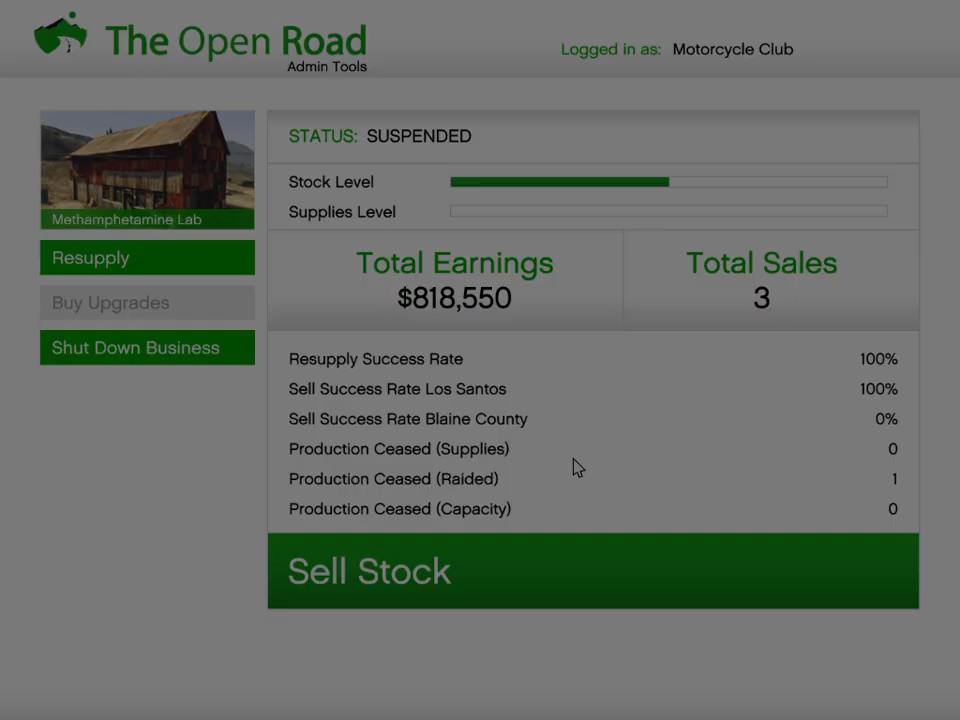 The Open Road
Admin Tools
Logged in as: Motorcycle Club
Methamphetamine Lab
Resupply
Buy Upgrades
Shut Down Business
STATUS: SUSPENDED
Stock Level
Supplies Level
Total Earnings
$818,550
Total Sales
3
Resupply Success Rate 100%
Sell Success Rate Los Santos 100%
Sell Success Rate Blaine County 0%
Production Ceased (Supplies) 0
Production Ceased (Raided) 1
Production Ceased (Capacity) 0
Sell Stock